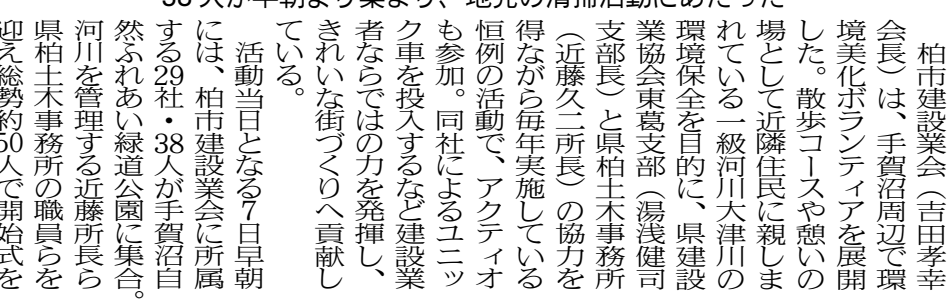 38人が早朝より集まり、地元の清掃活動にあたった
　柏市建設業会（吉田孝幸
会長）は、手賀沼周辺で環
境美化ボランティアを展開
した。散歩コースや憩いの
場として近隣住民に親しま
れている一級河川大津川の
環境保全を目的に、県建設
業協会東葛支部（湯浅健司
支部長）と県柏土木事務所
（近藤久二所長）の協力を
得ながら毎年実施している
恒例の活動で、アクティオ
も参加。同社によるユニッ
ク車を投入するなど建設業
者ならではの力を発揮し、
きれいな街づくりへ貢献し
ている。
　活動当日となる7日早朝
には、柏市建設業会に所属
する29社・38人が手賀沼自
然ふれあい緑道公園に集合。
河川を管理する近藤所長ら
県柏土木事務所の職員らを
迎え総勢約50人で開始式を